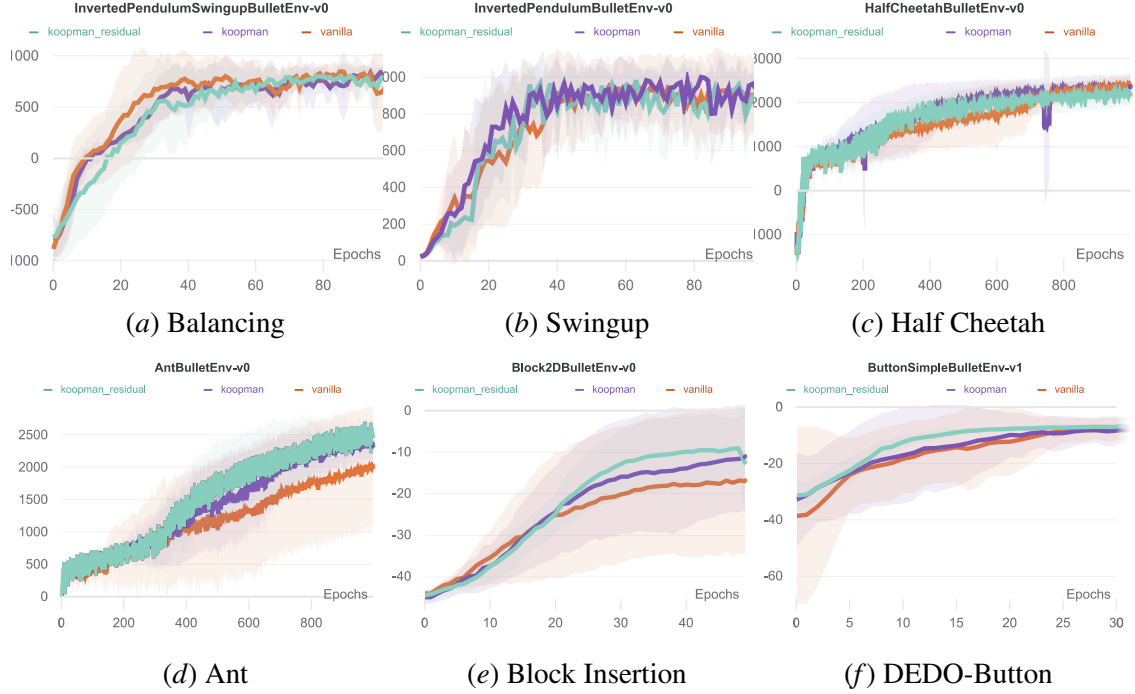 InvertedPendulumSwingupBulletEnv-v0
koopman_residual koopman vanilla
1000
500
0
-500
1000
Epochs
0 20 40 60 80
(a) Balancing
InvertedPendulumBulletEnv-v0
koopman_residual koopman vanilla
000
800
600
400
200
0
Epochs
0 20 40 60 80
(b) Swingup
HalfCheetahBulletEnv-v0
koopman_residual koopman vanilla
3000
2000
1000
0
1000
Epochs
0 200 400 600 800
(c) Half Cheetah
AntBulletEnv-v0
koopman_residual koopman vanilla
2500
2000
1500
1000
500
0
Epochs
0 200 400 600 800
(d) Ant
Block2DBulletEnv-v0
koopman_residual koopman vanilla
0
-10
-20
-30
-40
Epochs
0 10 20 30 40
(e) Block Insertion
ButtonSimpleBulletEnv-v1
koopman_residual koopman vanilla
0
-20
-40
-60
Epochs
0 5 10 15 20 25 30
(f) DEDO-Button